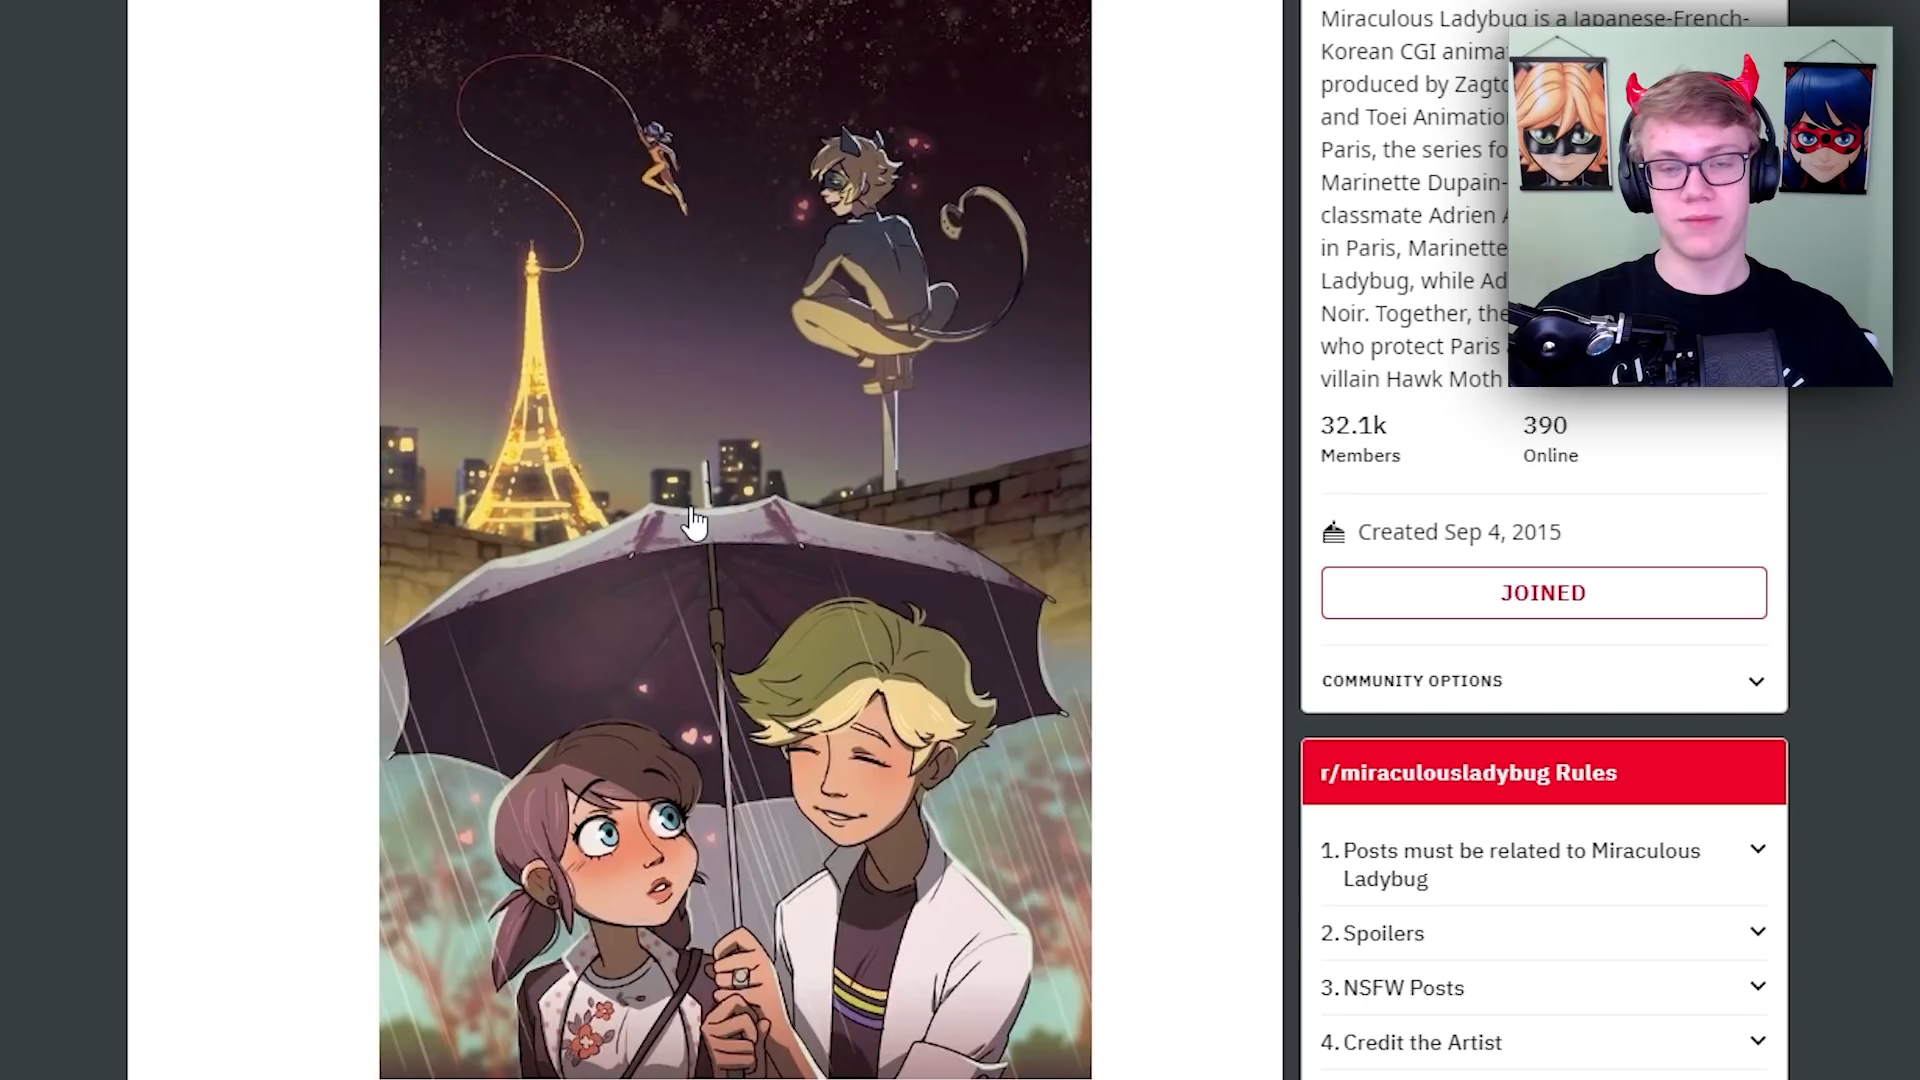 Miraculous Ladybug is a Japanese-French-
Korean CGI
produced by
and Toei
Paris, the series
Marinette Dupain-
classmate Adrien
in Paris, Marinette
Ladybug, while
Noir. Together,
who protect Paris
villain Hawk Moth
32.1k
390
Members
Online
Created Sep 4, 2015
JOINED
COMMUNITY OPTIONS
r/miraculousladybug Rules
1. Posts must be related to Miraculous
Ladybug
2. Spoilers
3. NSFW Posts
4. Credit the Artist